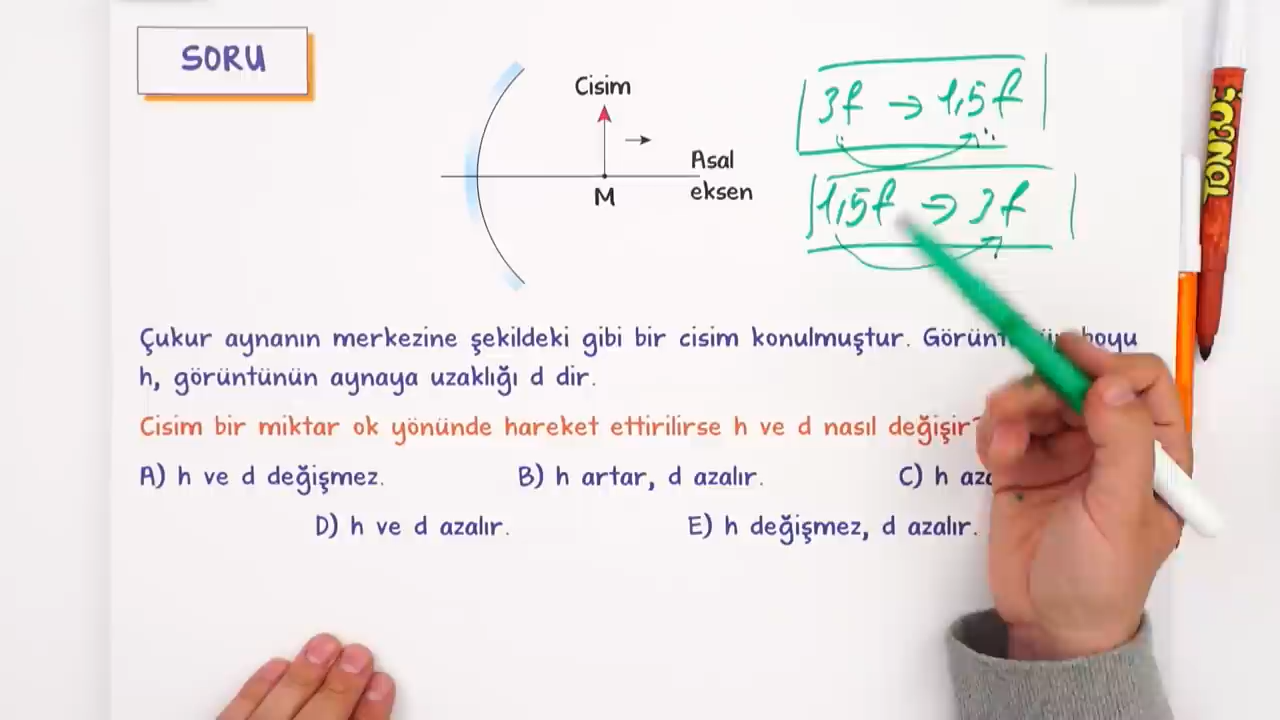 SORU
Cisim
M
Asal
eksen
3f → 1,5f
1,5f → 3f
Çukur aynanın merkezine şekildeki gibi bir cisim konulmuştur. boyu
h, görüntünün aynaya uzaklığı d dir.
Cisim bir miktar ok yönünde hareket ettirilirse h ve d nasıl değişir?
A) h ve d değişmez.
B) h artar, d azalır.
C) h
D) h ve d azalır.
E) h değişmez, d azalır.